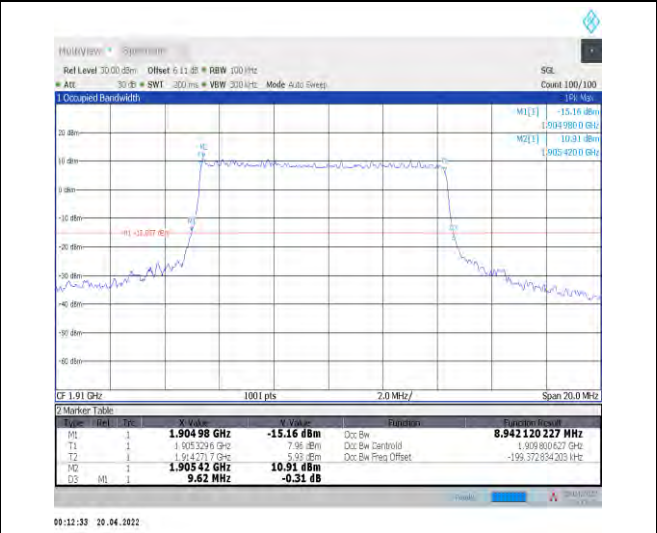 MultiView Spectrum
Ref Level 30.00 dBm Offset 6.11 dB RBW 100 kHz SGL
Att 30 dB SWT 200 ms VBW 300 kHz Mode Auto Sweep Count 100/100
1 Occupied Bandwidth 1Pk Max
M1[1] -15.16 dBm
1.904980 0 GHz
M2[1] 10.91 dBm
1.905420 0 GHz
20 dBm
M2
10 dBm
0 dBm
-10 dBm
M1
D3
-20 dBm
-30 dBm
-40 dBm
-50 dBm
-60 dBm
CF 1.91 GHz 1001 pts 2.0 MHz/ Span 20.0 MHz
2 Marker Table
Type Ref Trc X-Value Y-Value Function Function Result
M1 1 1.904 98 GHz -15.16 dBm Occ Bw 8.942 120 227 MHz
T1 1 1.905 329 6 GHz 7.96 dBm Occ Bw Centroid 1.909 800 627 GHz
T2 1 1.914 271 7 GHz 5.93 dBm Occ Bw Freq Offset -199.372 834 203 kHz
M2 1 1.905 42 GHz 10.91 dBm
D3 M1 1 9.62 MHz -0.31 dB
00:12:33 20.04.2022